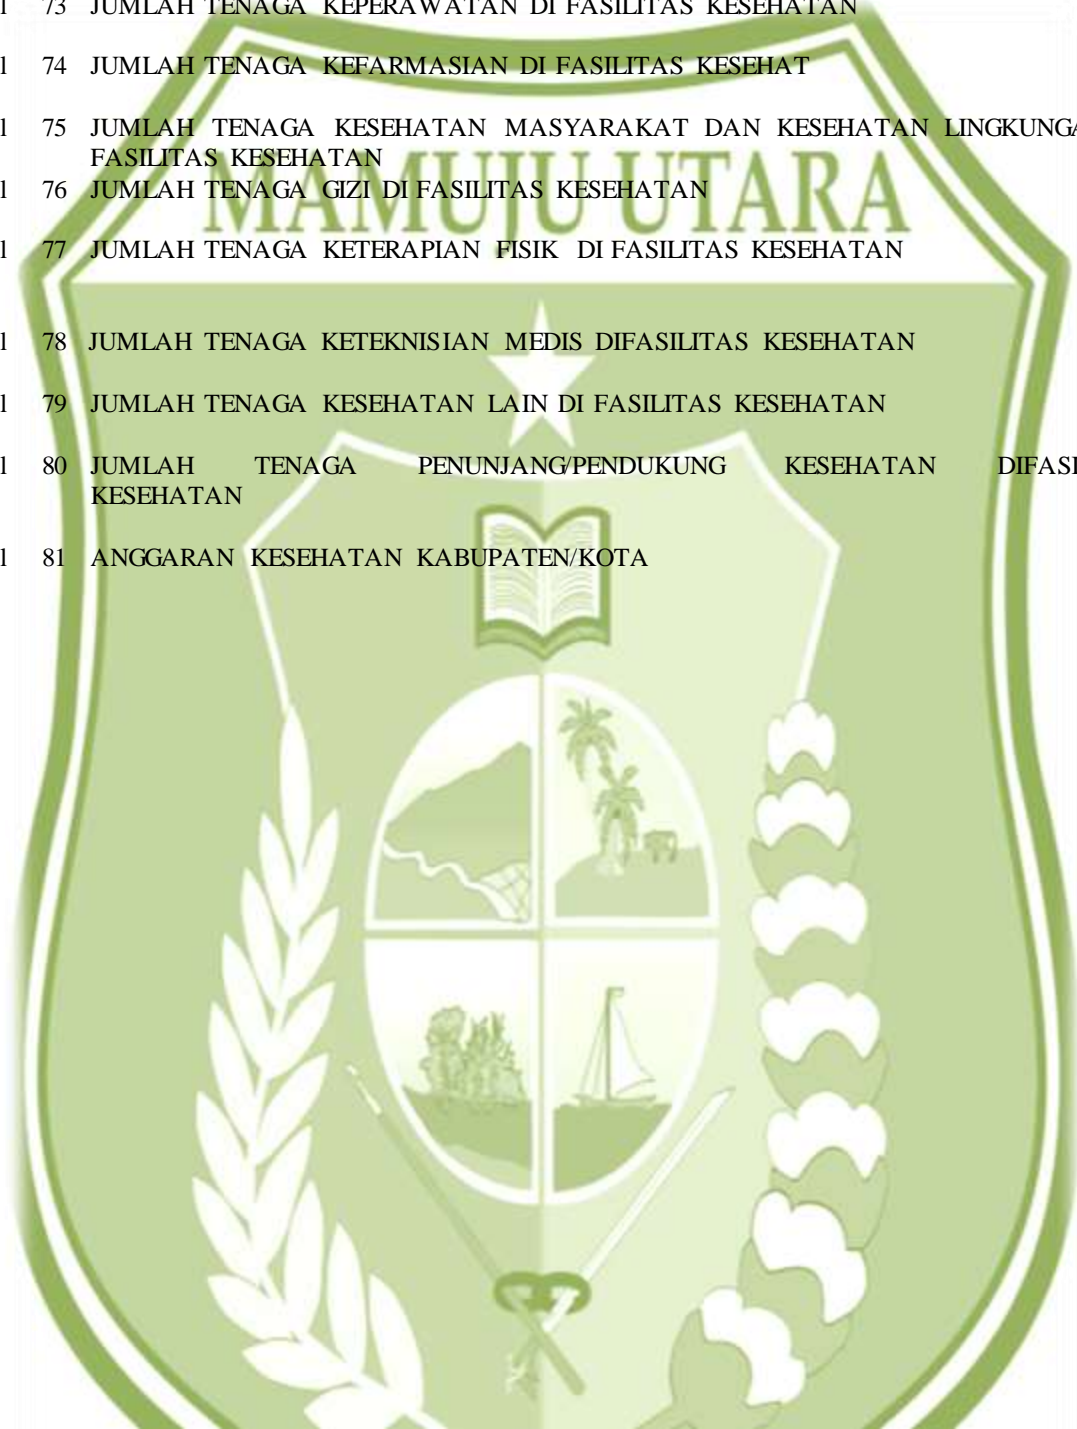 l 73 JUMLAH TENAGA KEPERAWATAN DI FASILITAS KESEHATAN
l 74 JUMLAH TENAGA KEFARMASIAN DI FASILITAS KESEHAT
l 75 JUMLAH TENAGA KESEHATAN MASYARAKAT DAN KESEHATAN LINGKUNGA
FASILITAS KESEHATAN
MAMUJU UTARA
l 76 JUMLAH TENAGA GIZI DI FASILITAS KESEHATAN
l 77 JUMLAH TENAGA KETERAPIAN FISIK DI FASILITAS KESEHATAN
l 78 JUMLAH TENAGA KETEKNISIAN MEDIS DIFASILITAS KESEHATAN
l 79 JUMLAH TENAGA KESEHATAN LAIN DI FASILITAS KESEHATAN
l 80 JUMLAH TENAGA PENUNJANG/PENDUKUNG KESEHATAN DIFASI
KESEHATAN
l 81 ANGGARAN KESEHATAN KABUPATEN/KOTA